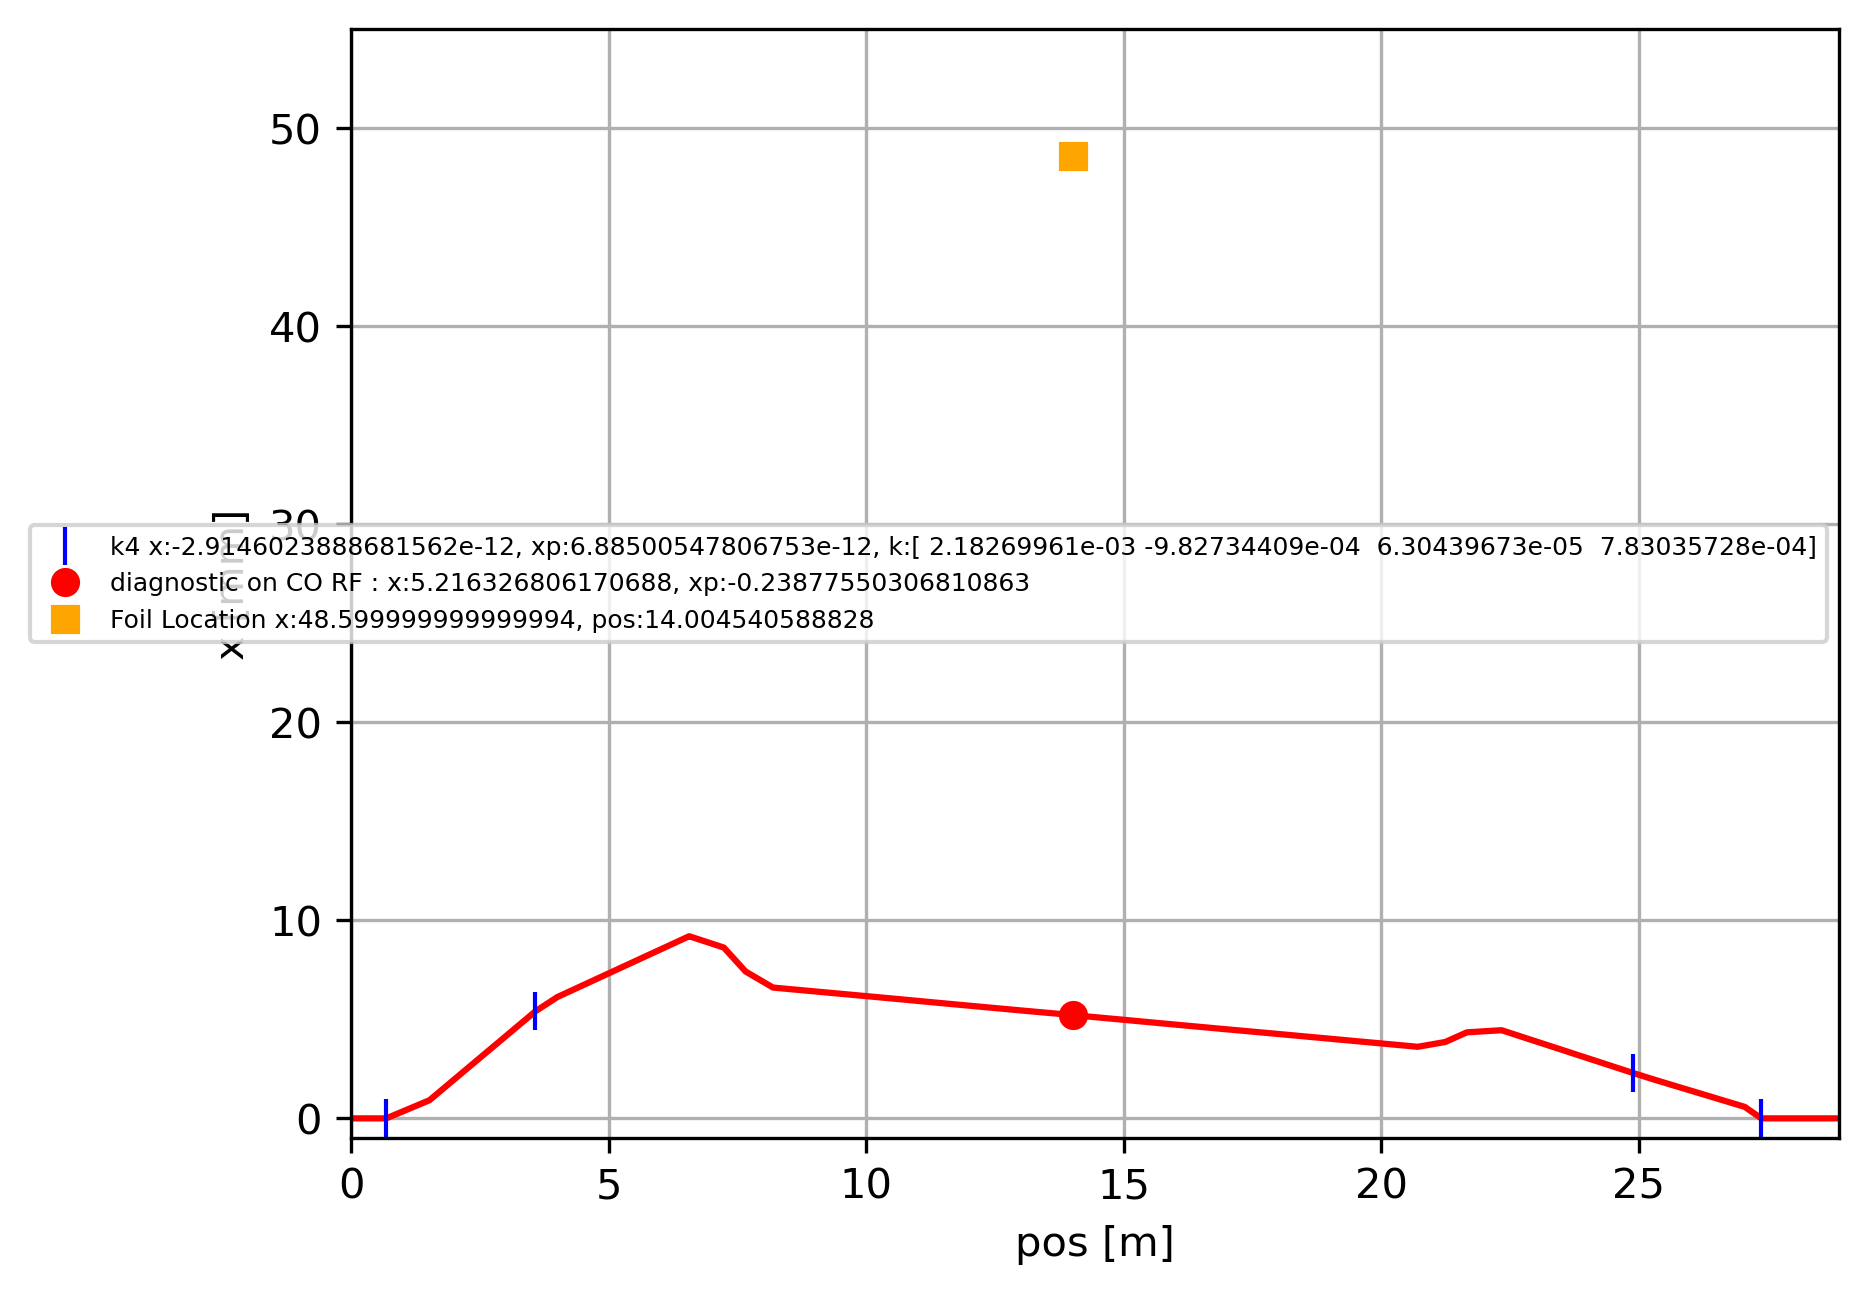 50
40
30
x [mm]
k4 x:-2.9146023888681562e-12, xp:6.88500547806753e-12, k:[ 2.18269961e-03 -9.82734409e-04  6.30439673e-05  7.83035728e-04]
diagnostic on CO RF : x:5.216326806170688, xp:-0.23877550306810863
Foil Location x:48.599999999999994, pos:14.004540588828
20
10
0
0 5 10 15 20 25
pos [m]